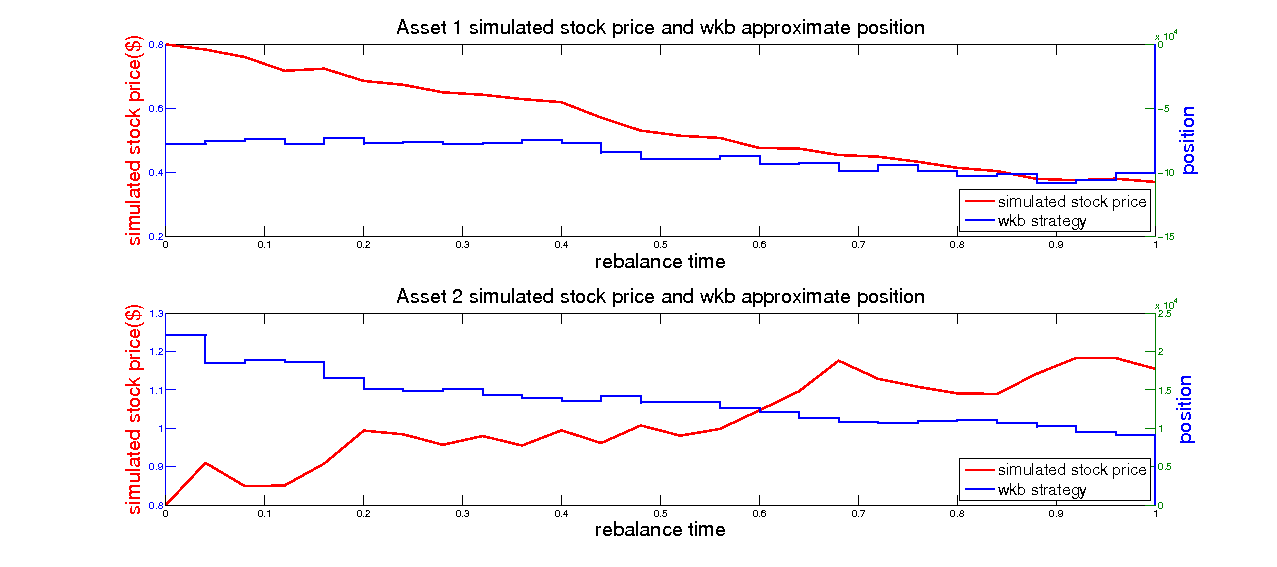 Asset 1 simulated stock price and wkb approximate position
x 10^4
simulated stock price($)
0.8
0.6
0.4
0.2
0
-5
-10
-15
position
simulated stock price
wkb strategy
0 0.1 0.2 0.3 0.4 0.5 0.6 0.7 0.8 0.9 1
rebalance time
Asset 2 simulated stock price and wkb approximate position
x 10^4
simulated stock price($)
1.3
1.2
1.1
1
0.9
0.8
2.5
2
1.5
1
0.5
0
position
simulated stock price
wkb strategy
0 0.1 0.2 0.3 0.4 0.5 0.6 0.7 0.8 0.9 1
rebalance time